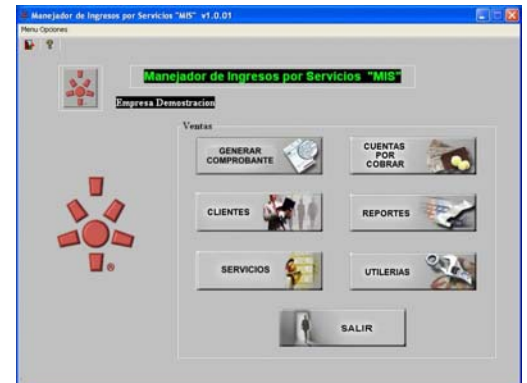 Manejador de Ingresos por Servicios "MIS" v1.0.01
Menu Opciones
Manejador de Ingresos por Servicios "MIS"
Empresa Demostracion
Ventas
GENERAR
COMPROBANTE
CUENTAS
POR
COBRAR
CLIENTES
REPORTES
SERVICIOS
UTILERIAS
SALIR
®